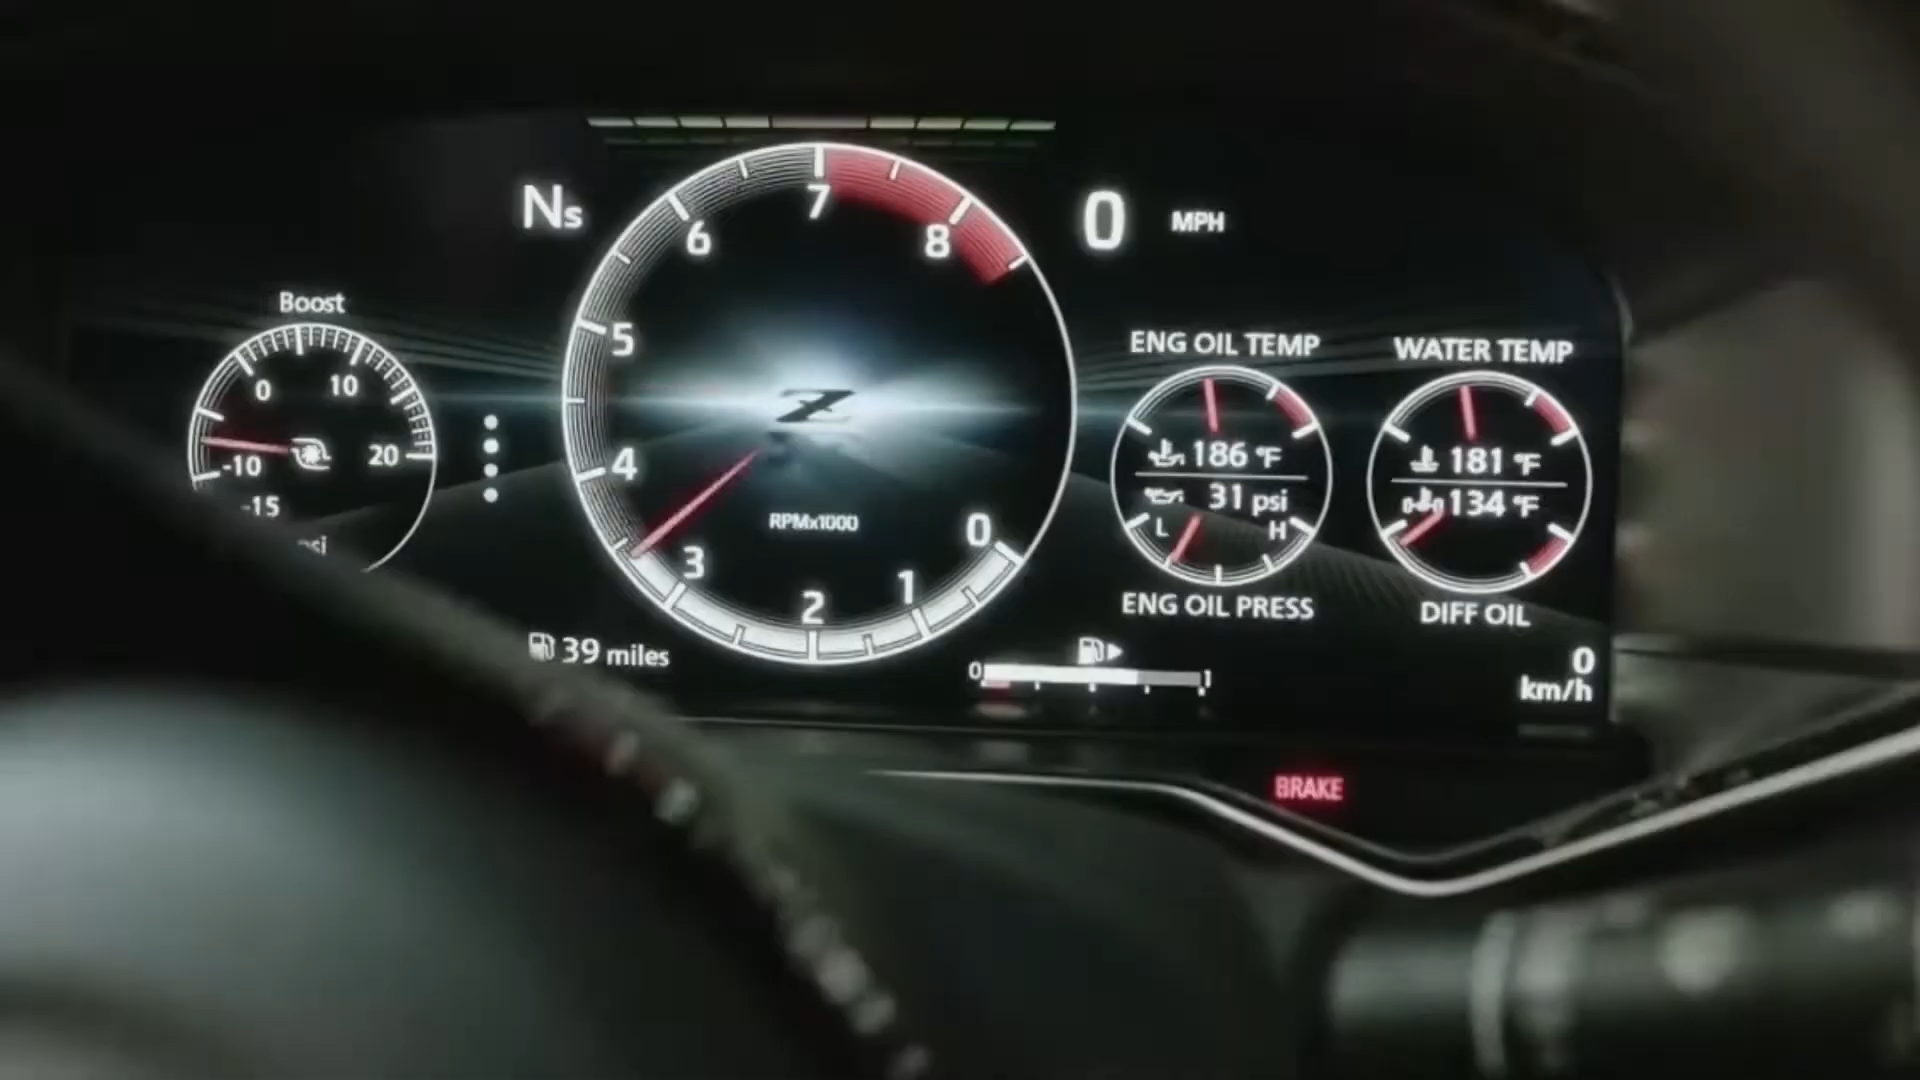 Ns
0 MPH
7
6
8
5
4
3
2
1
0
RPMx1000
Boost
0
10
-10
20
-15
ENG OIL TEMP
186 °F
31 psi
L
H
ENG OIL PRESS
WATER TEMP
181 °F
134 °F
DIFF OIL
39 miles
0
1
0
km/h
BRAKE